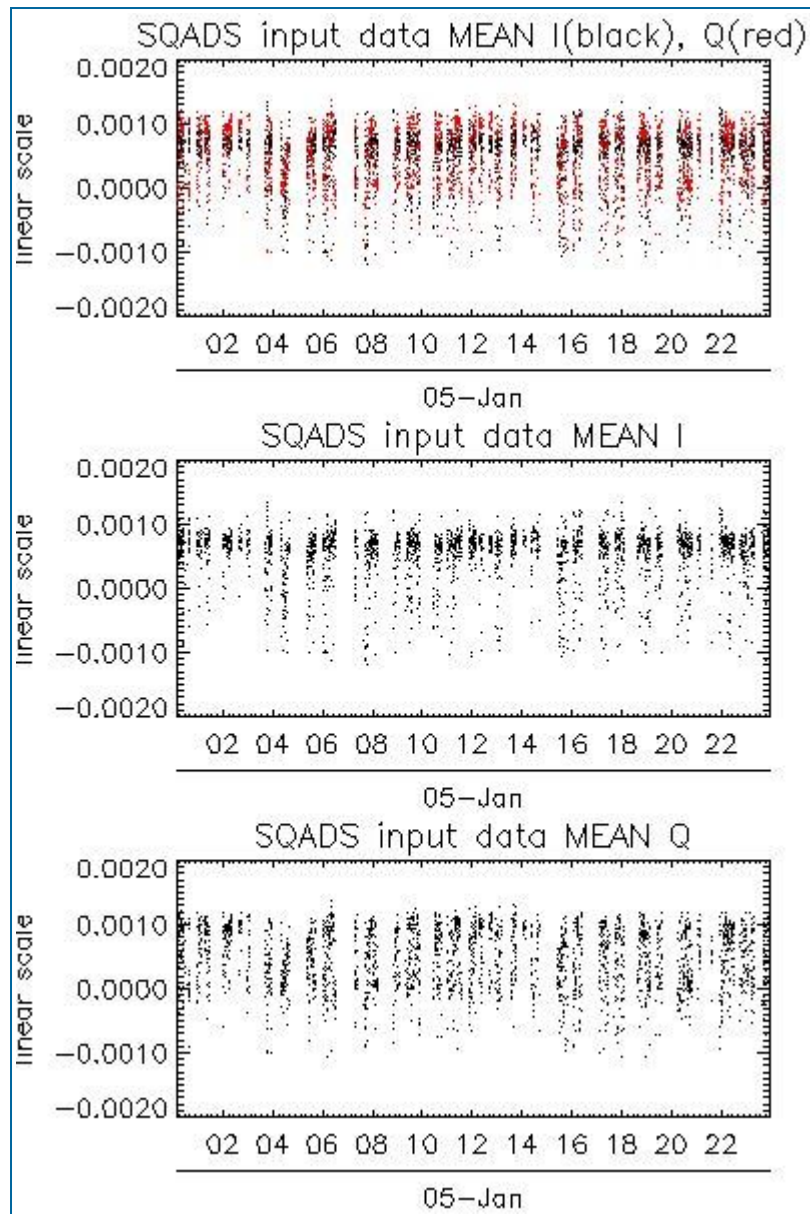 SQADS input data MEAN I(black), Q(red)
0.0020
0.0010
0.0000
−0.0010
−0.0020
linear scale
02 04 06 08 10 12 14 16 18 20 22
05−Jan
SQADS input data MEAN I
0.0020
0.0010
0.0000
−0.0010
−0.0020
linear scale
02 04 06 08 10 12 14 16 18 20 22
05−Jan
SQADS input data MEAN Q
0.0020
0.0010
0.0000
−0.0010
−0.0020
linear scale
02 04 06 08 10 12 14 16 18 20 22
05−Jan